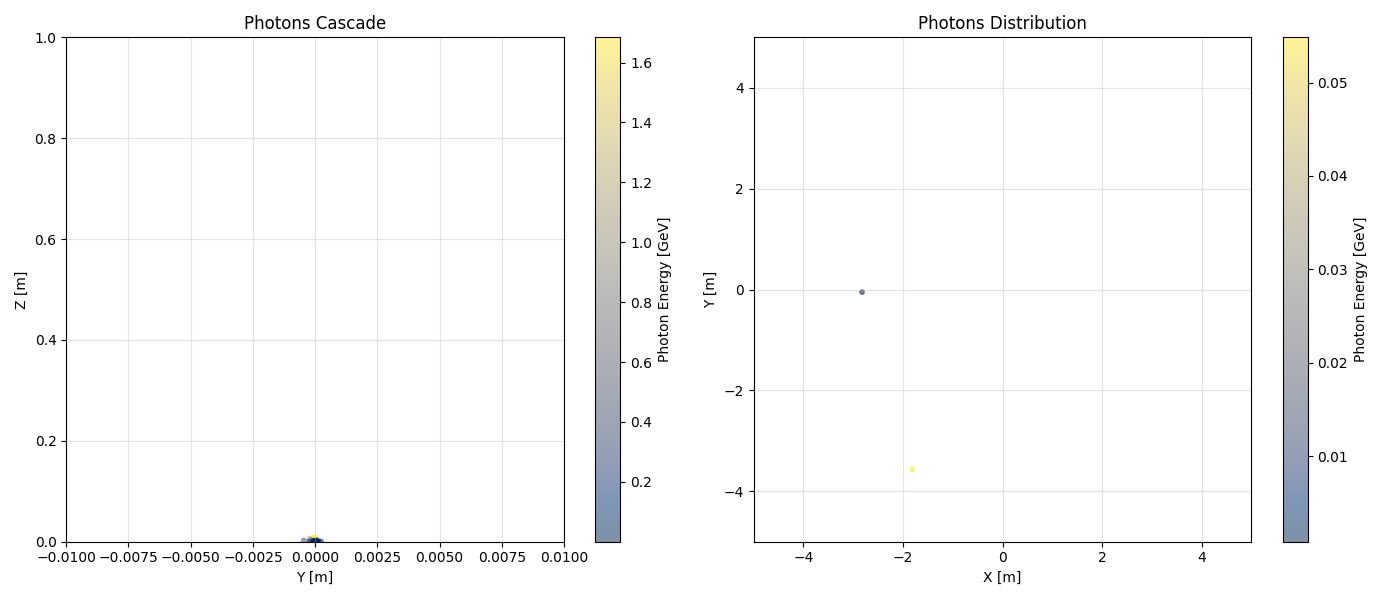 Photons Cascade
1.0
0.8
0.6
0.4
0.2
0.0
Z [m]
−0.0100 −0.0075 −0.0050 −0.0025 0.0000 0.0025 0.0050 0.0075 0.0100
Y [m]
1.6
1.4
1.2
1.0
0.8
0.6
0.4
0.2
Photon Energy [GeV]
Photons Distribution
4
2
0
−2
−4
Y [m]
−4 −2 0 2 4
X [m]
0.05
0.04
0.03
0.02
0.01
Photon Energy [GeV]